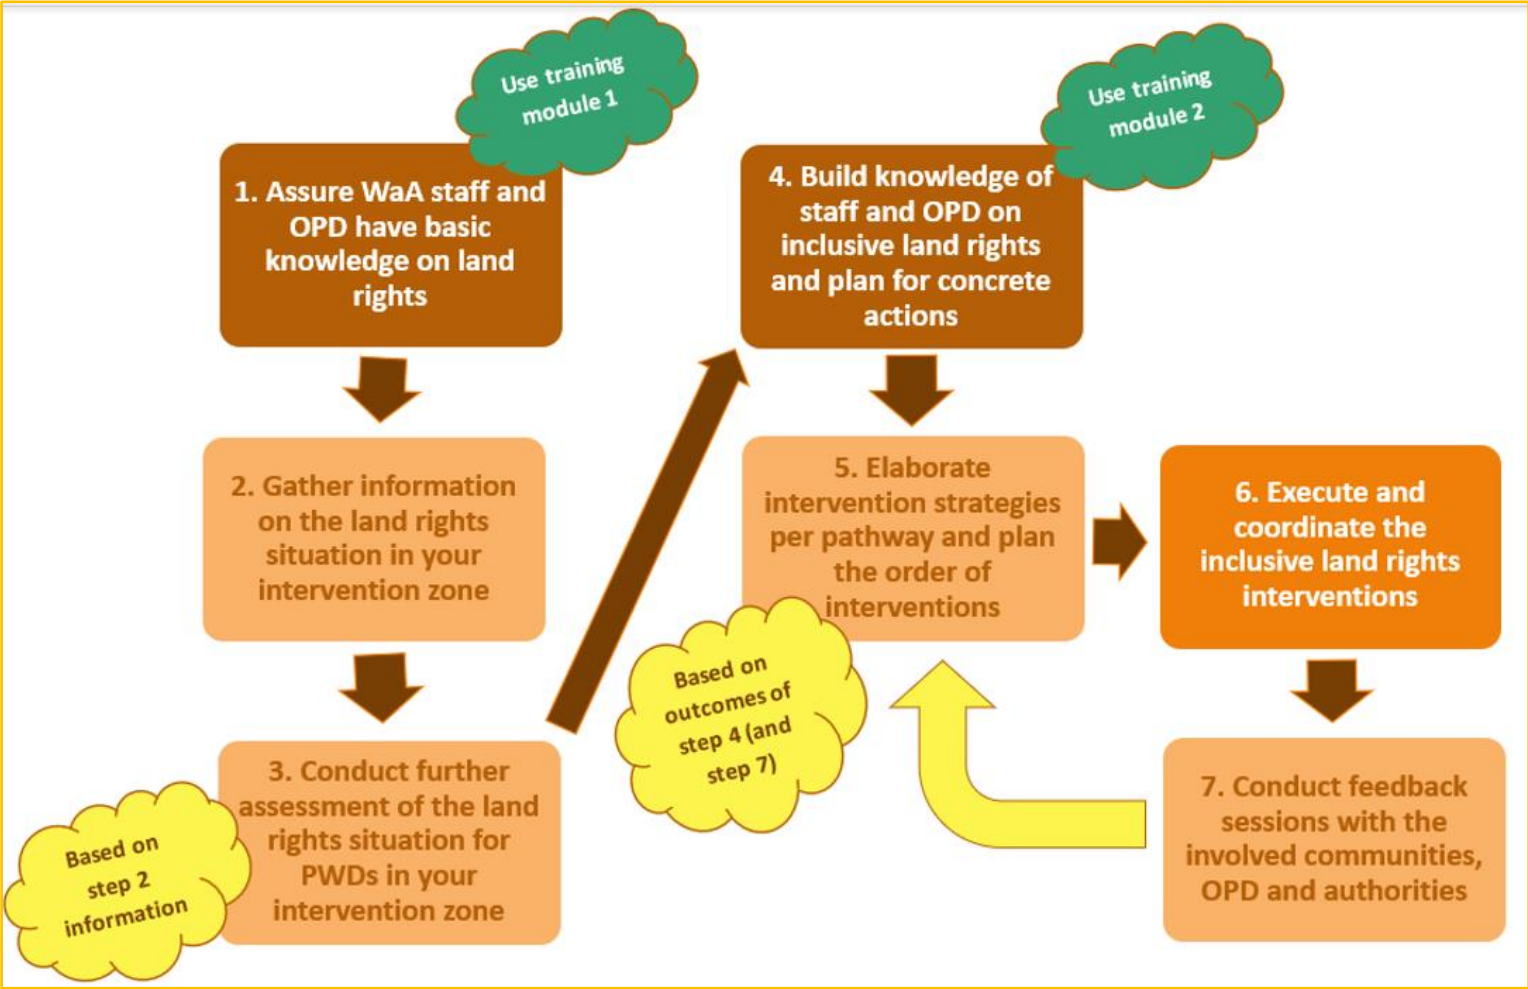 Use training
module 1
1. Assure WaA staff and
OPD have basic
knowledge on land
rights
2. Gather information
on the land rights
situation in your
intervention zone
3. Conduct further
assessment of the land
rights situation for
PWDs in your
intervention zone
Based on
step 2
information
Use training
module 2
4. Build knowledge of
staff and OPD on
inclusive land rights
and plan for concrete
actions
5. Elaborate
intervention strategies
per pathway and plan
the order of
interventions
Based on
outcomes of
step 4 (and
step 7)
6. Execute and
coordinate the
inclusive land rights
interventions
7. Conduct feedback
sessions with the
involved communities,
OPD and authorities